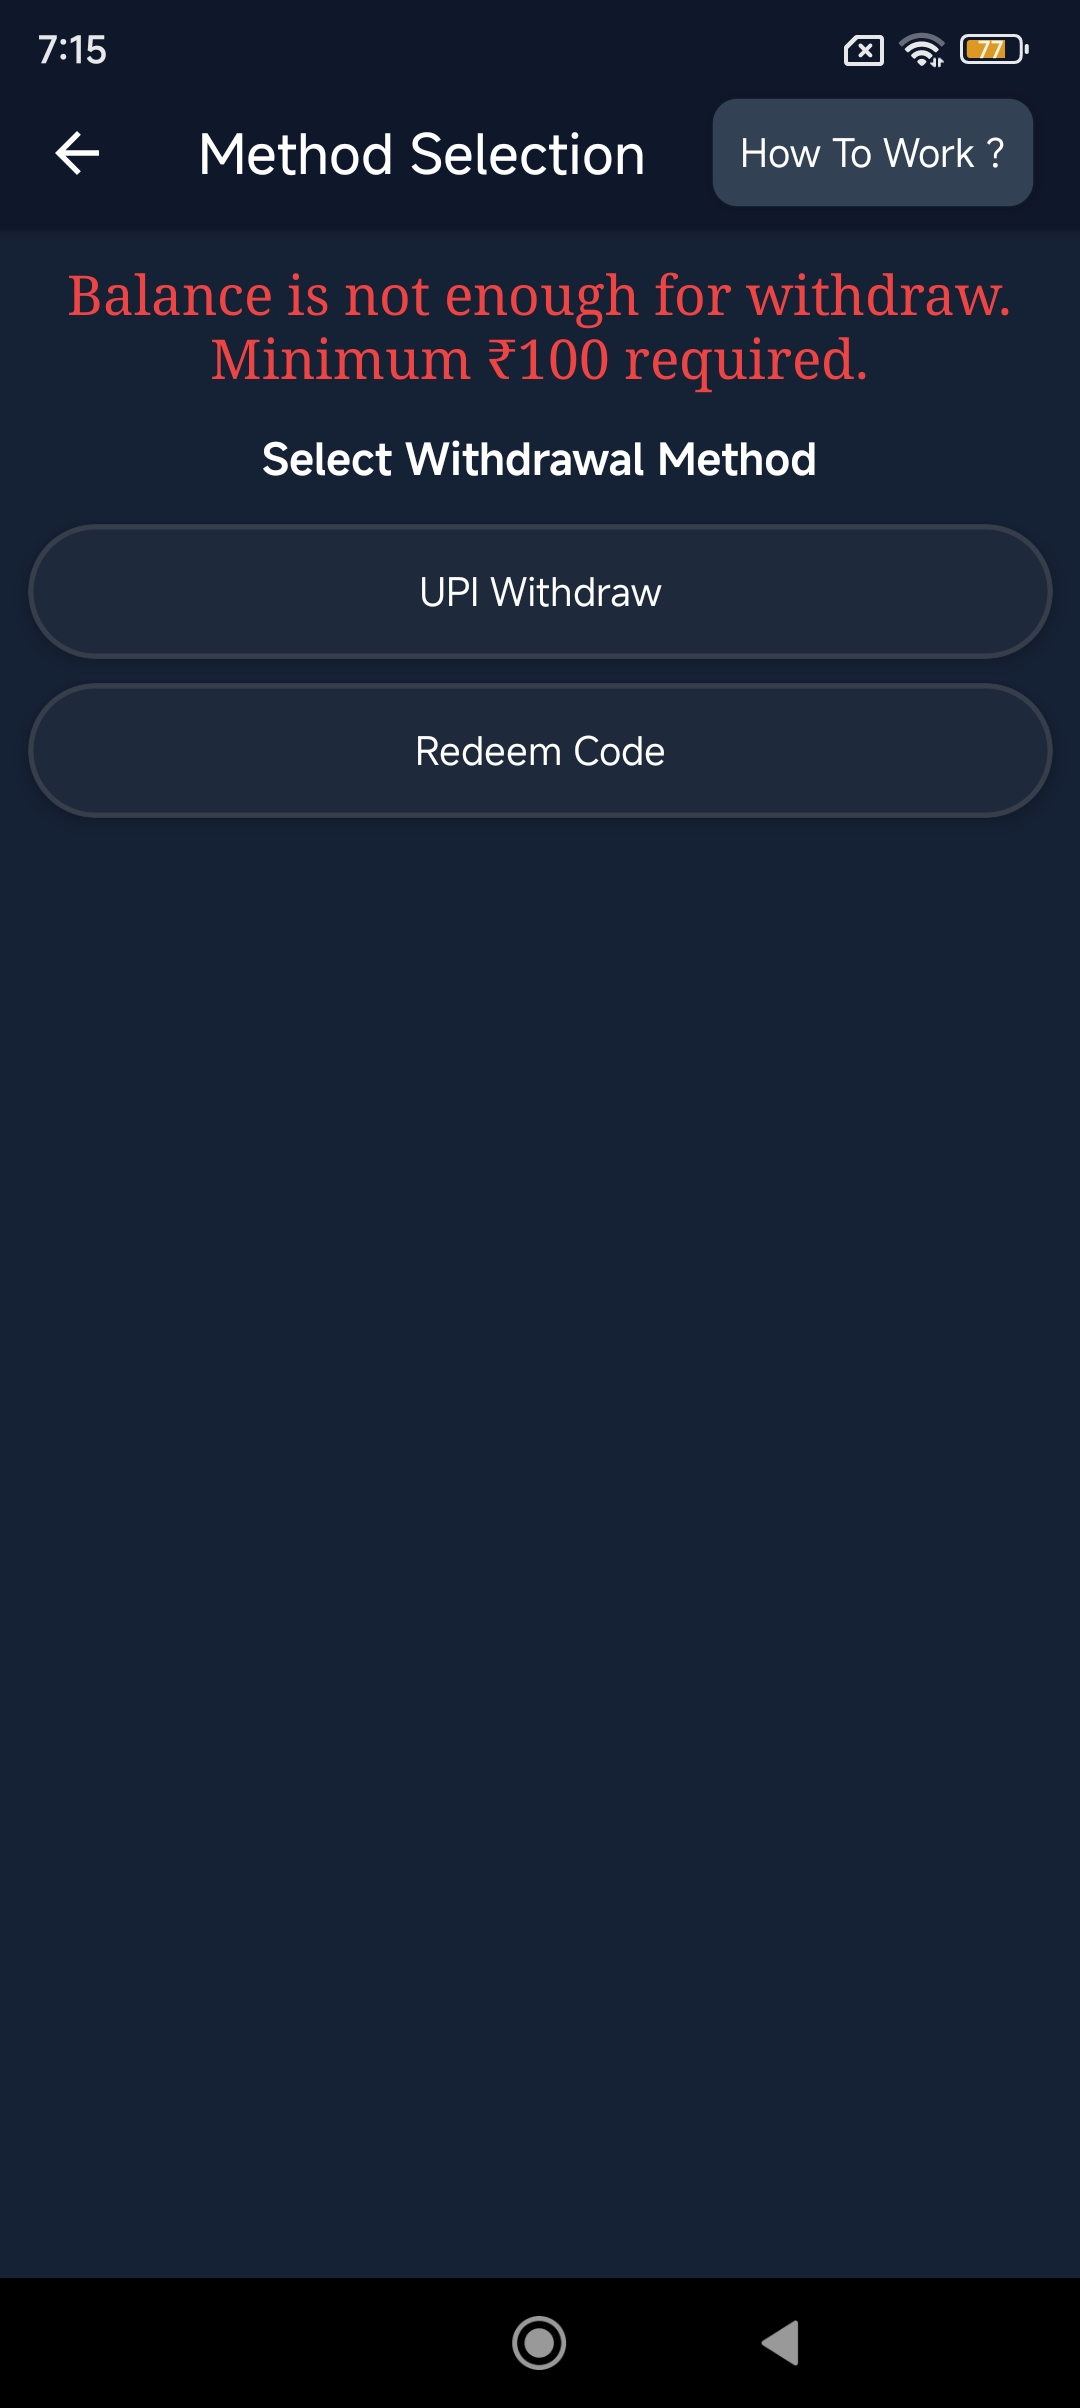 7:15
77
Method Selection
How To Work ?
Balance is not enough for withdraw.
Minimum ₹100 required.
Select Withdrawal Method
UPI Withdraw
Redeem Code